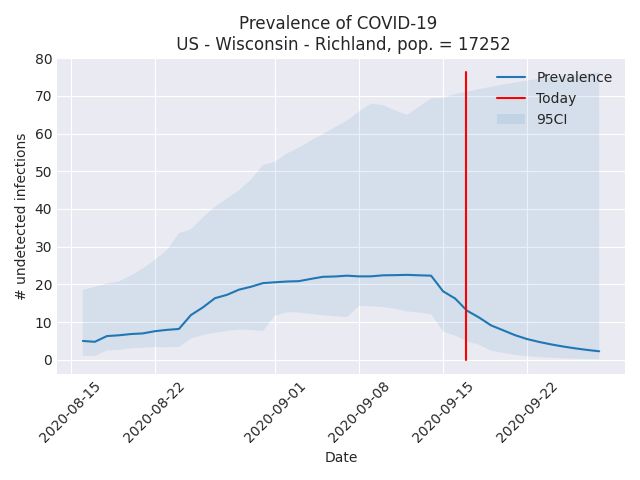 Prevalence of COVID-19
US - Wisconsin - Richland, pop. = 17252
80
70
60
50
40
30
20
10
0
# undetected infections
Prevalence
Today
95CI
2020-08-15
2020-08-22
2020-09-01
2020-09-08
2020-09-15
2020-09-22
Date